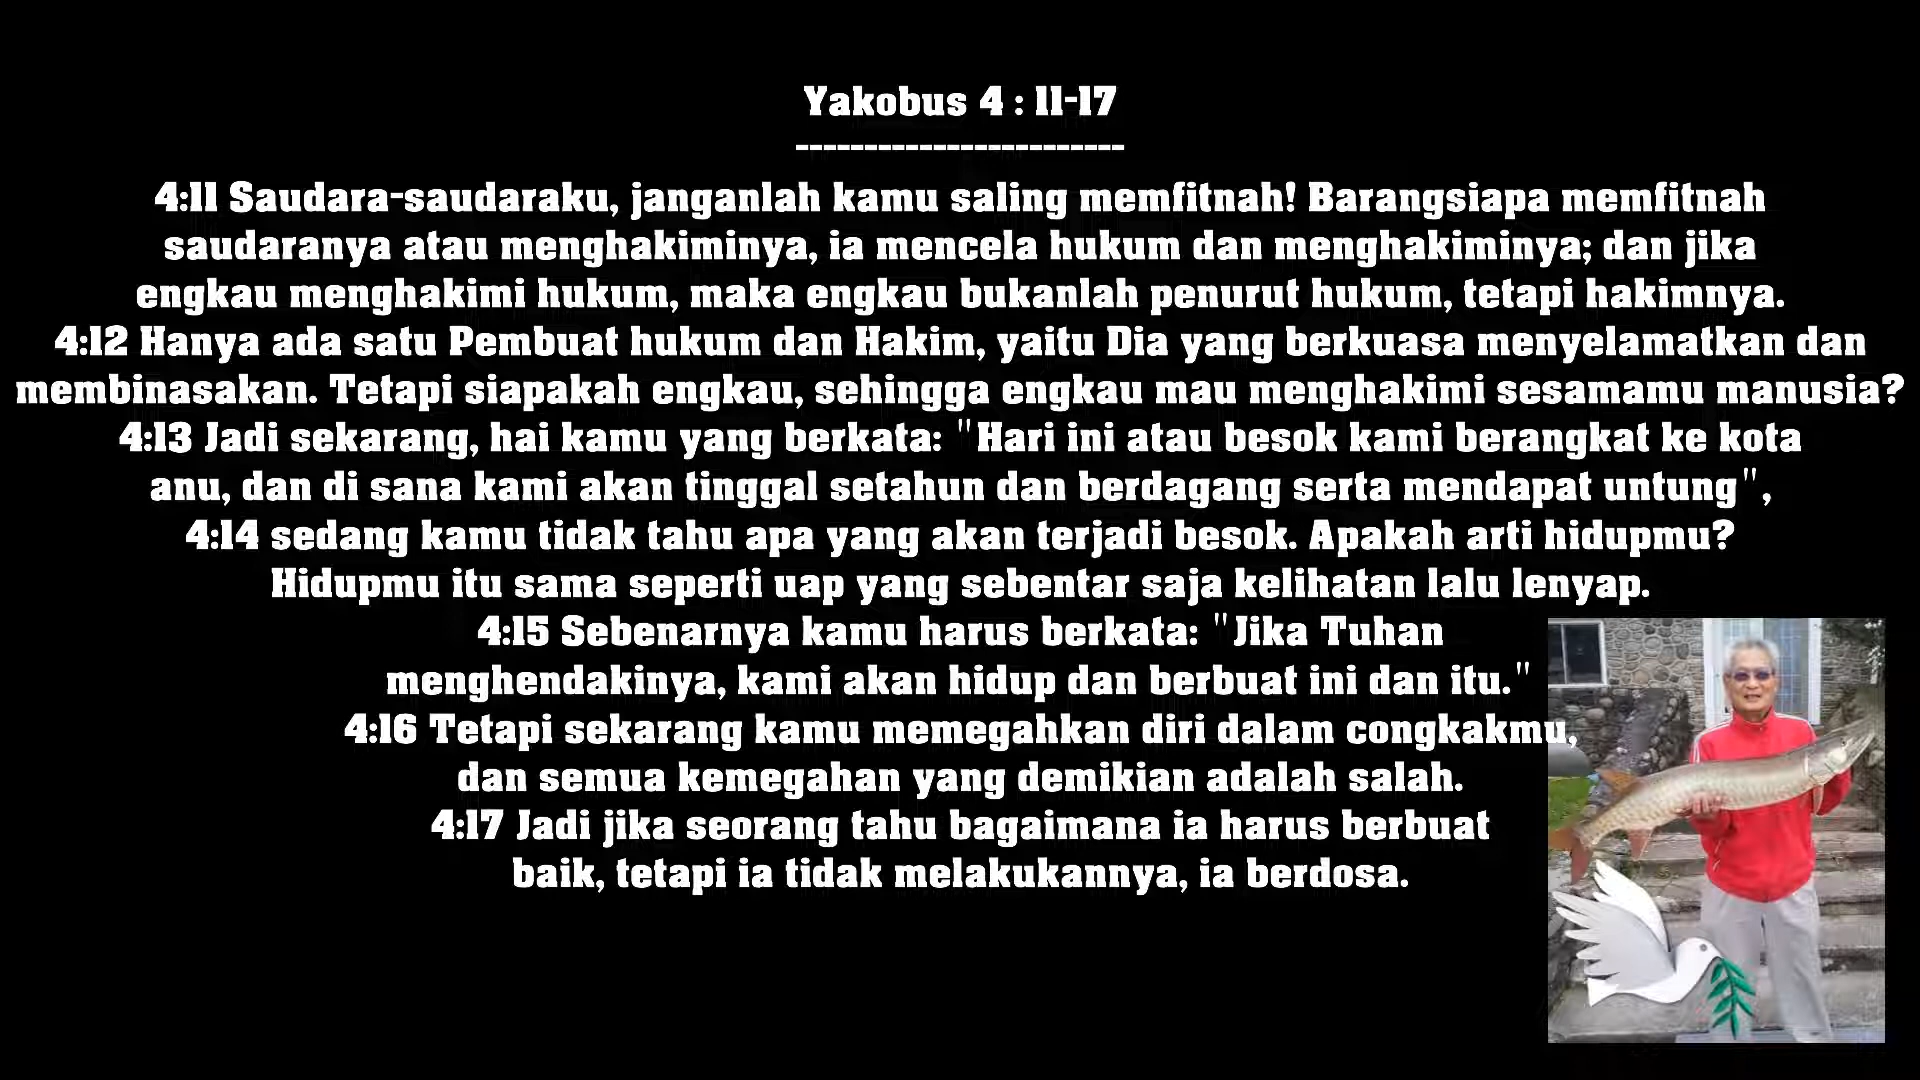 Yakobus 4 : 11-17
------------------------
4:11 Saudara-saudaraku, janganlah kamu saling memfitnah! Barangsiapa memfitnah
saudaranya atau menghakiminya, ia mencela hukum dan menghakiminya; dan jika
engkau menghakimi hukum, maka engkau bukanlah penurut hukum, tetapi hakimnya.
4:12 Hanya ada satu Pembuat hukum dan Hakim, yaitu Dia yang berkuasa menyelamatkan dan
membinasakan. Tetapi siapakah engkau, sehingga engkau mau menghakimi sesamamu manusia?
4:13 Jadi sekarang, hai kamu yang berkata: "Hari ini atau besok kami berangkat ke kota
anu, dan di sana kami akan tinggal setahun dan berdagang serta mendapat untung",
4:14 sedang kamu tidak tahu apa yang akan terjadi besok. Apakah arti hidupmu?
Hidupmu itu sama seperti uap yang sebentar saja kelihatan lalu lenyap.
4:15 Sebenarnya kamu harus berkata: "Jika Tuhan
menghendakinya, kami akan hidup dan berbuat ini dan itu."
4:16 Tetapi sekarang kamu memegahkan diri dalam congkakmu,
dan semua kemegahan yang demikian adalah salah.
4:17 Jadi jika seorang tahu bagaimana ia harus berbuat
baik, tetapi ia tidak melakukannya, ia berdosa.